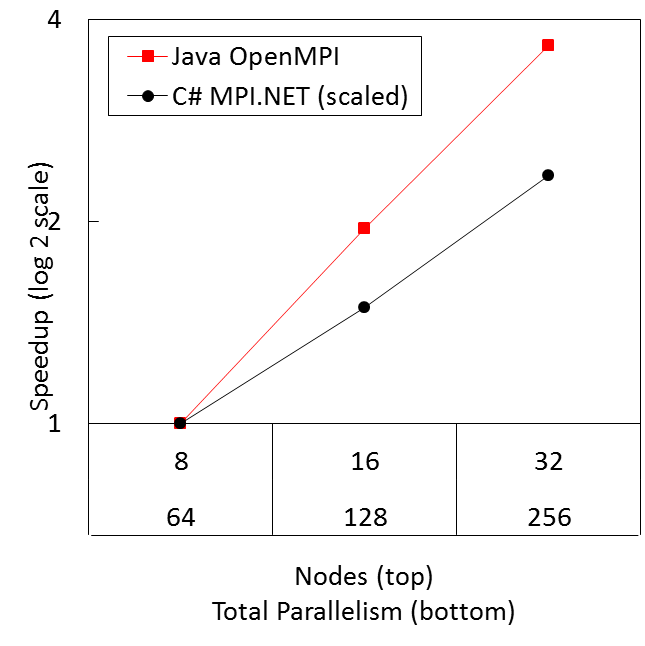 4
Java OpenMPI
C# MPI.NET (scaled)
Speedup (log 2 scale)
2
1
8 16 32
64 128 256
Nodes (top)
Total Parallelism (bottom)